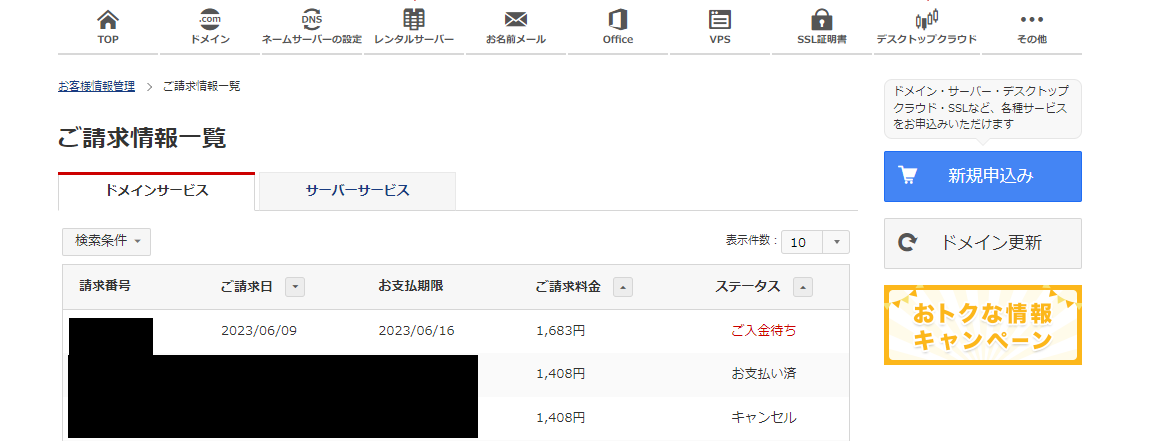 TOP
.com
ドメイン
DNS
ネームサーバーの設定
レンタルサーバー
お名前メール
Office
VPS
SSL証明書
デスクトップクラウド
その他
お客様情報管理 > ご請求情報一覧
ご請求情報一覧
ドメインサービス
サーバーサービス
検索条件
表示件数：
10
請求番号 ご請求日 お支払期限 ご請求料金 ステータス
2023/06/09 2023/06/16 1,683円 ご入金待ち
1,408円 お支払い済
1,408円 キャンセル
ドメイン・サーバー・デスクトップ
クラウド・SSLなど、各種サービス
をお申込みいただけます
新規申込み
ドメイン更新
おトクな情報
キャンペーン